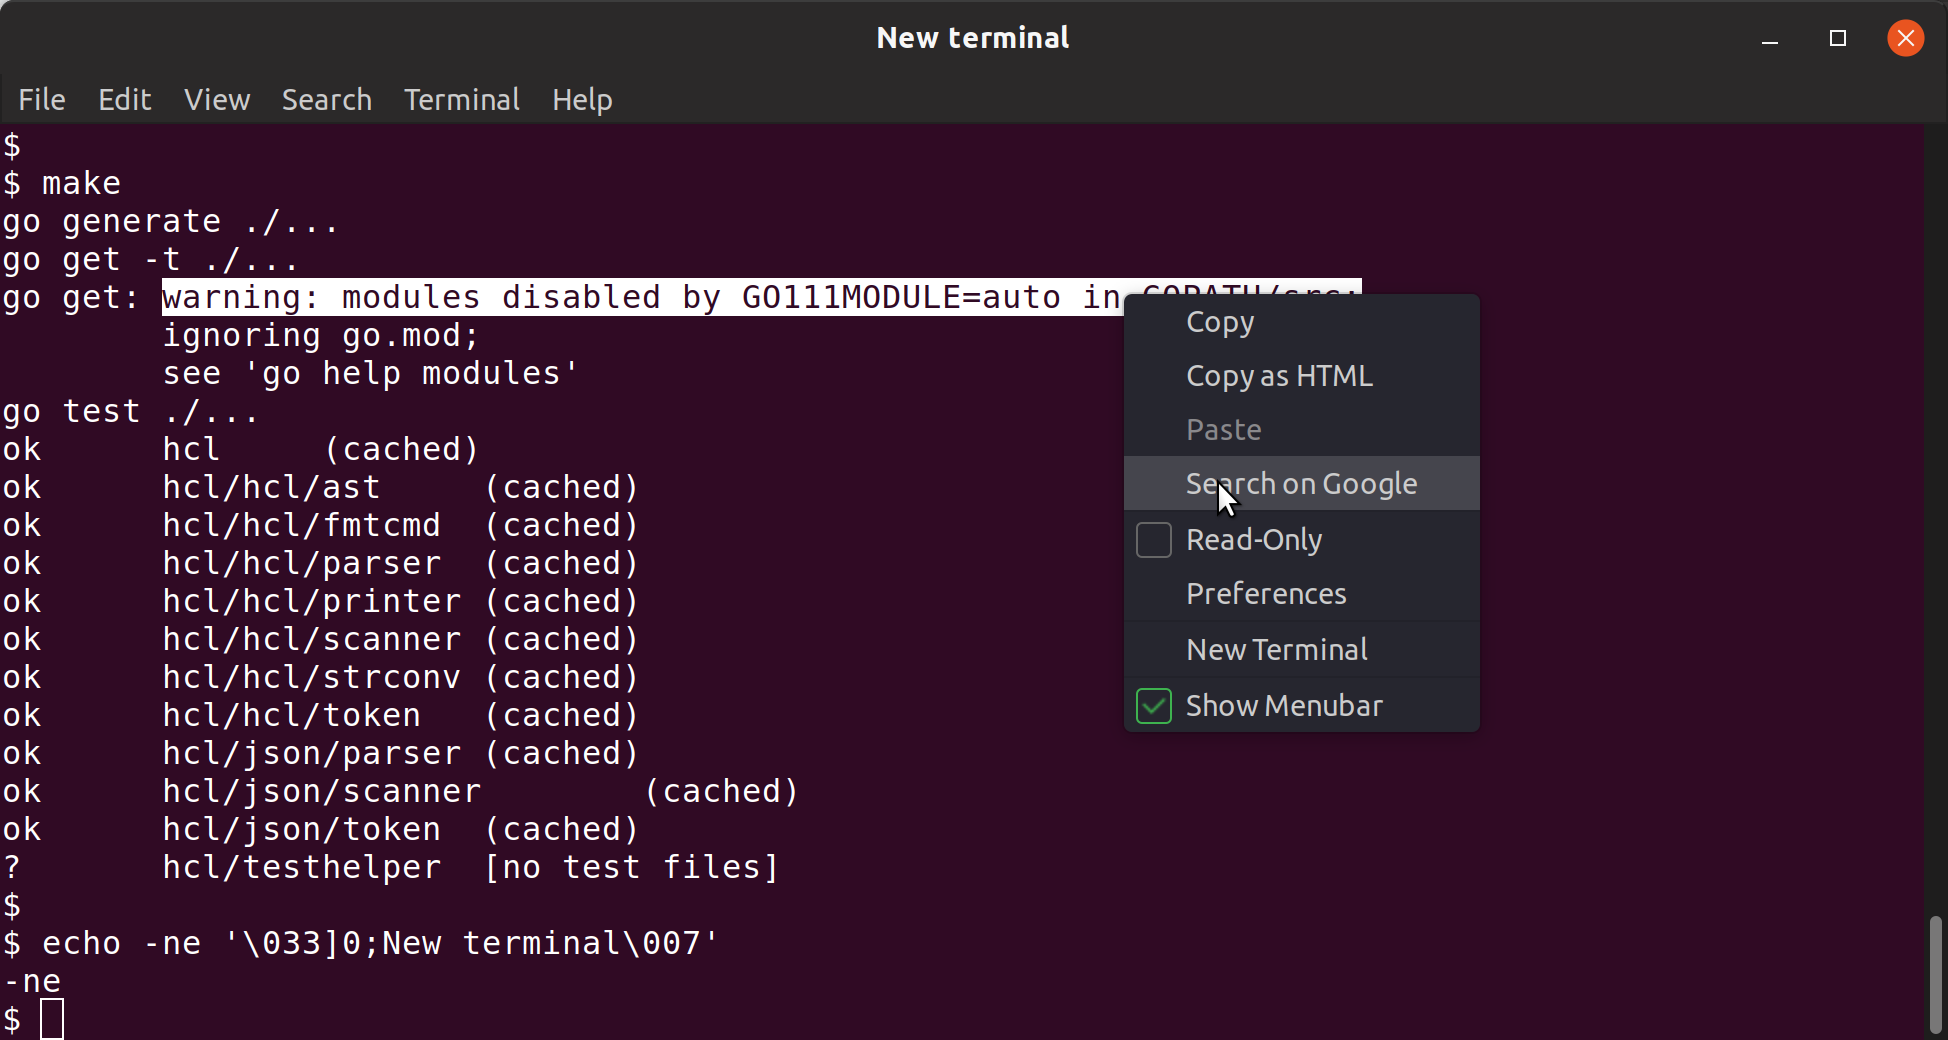 New terminal
File Edit View Search Terminal Help
$
$ make
go generate ./...
go get -t ./...
go get: warning: modules disabled by GO111MODULE=auto in GOPATH/src;
        ignoring go.mod;
        see 'go help modules'
go test ./...
ok      hcl     (cached)
ok      hcl/hcl/ast     (cached)
ok      hcl/hcl/fmtcmd  (cached)
ok      hcl/hcl/parser  (cached)
ok      hcl/hcl/printer (cached)
ok      hcl/hcl/scanner (cached)
ok      hcl/hcl/strconv (cached)
ok      hcl/hcl/token   (cached)
ok      hcl/json/parser (cached)
ok      hcl/json/scanner        (cached)
ok      hcl/json/token  (cached)
?       hcl/testhelper  [no test files]
$
$ echo -ne '\033]0;New terminal\007'
-ne
$
Copy
Copy as HTML
Paste
Search on Google
Read-Only
Preferences
New Terminal
Show Menubar